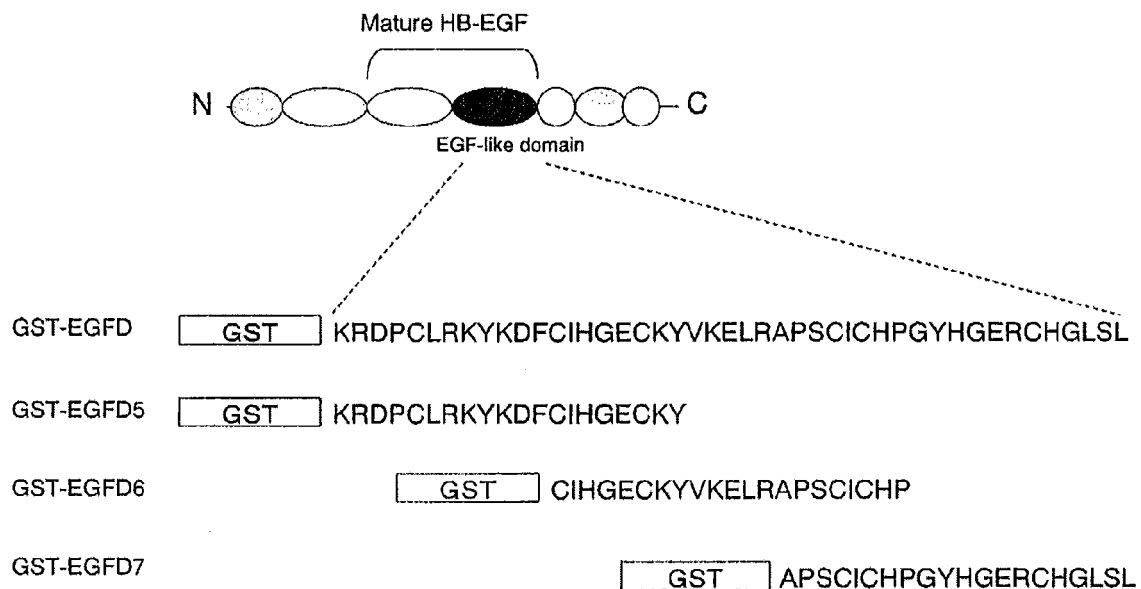 Mature HB-EGF
N C
EGF-like domain
GST-EGFD GST KRDPCLRKYKDFCIHGECKYVKELRAPSCICHPGYHGERCHGLSL
GST-EGFD5 GST KRDPCLRKYKDFCIHGECKY
GST-EGFD6 GST CIHGECKYVKELRAPSCICHP
GST-EGFD7 GST APSCICHPGYHGERCHGLSL